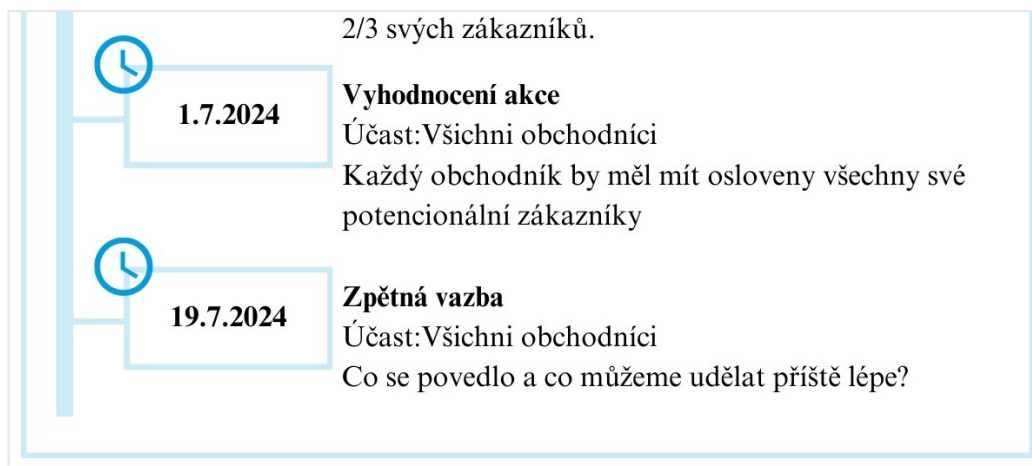 2/3 svých zákazníků.
1.7.2024
Vyhodnocení akce
Účast:Všichni obchodníci
Každý obchodník by měl mít osloveny všechny své
potencionální zákazníky
19.7.2024
Zpětná vazba
Účast:Všichni obchodníci
Co se povedlo a co můžeme udělat příště lépe?